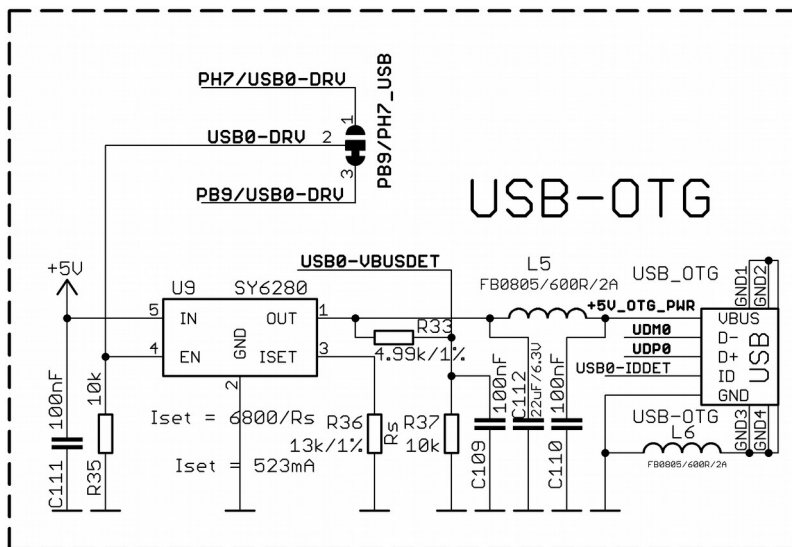 PH7/USB0-DRV
1
USB0-DRV
2
3
PB9/USB0-DRV
PB9/PH7_USB
USB-OTG
+5V
U9
SY6280
5
IN
OUT
1
4
EN
GND
ISET
3
2
USB0-VBUSDET
R33
4.99k/1%
L5
FB0805/600R/2A
+5V_OTG_PWR
USB_OTG
GND1
GND2
VBUS
UDM0
D-
UDP0
D+
USB0-IDDET
ID
GND
USB
USB-OTG
GND3
GND4
L6
FB0805/600R/2A
100nF
C111
10k
R35
Iset = 6800/Rs
Iset = 523mA
R36
13k/1%
Rs
R37
10k
100nF
C109
C112
22uF/6.3V
100nF
C110